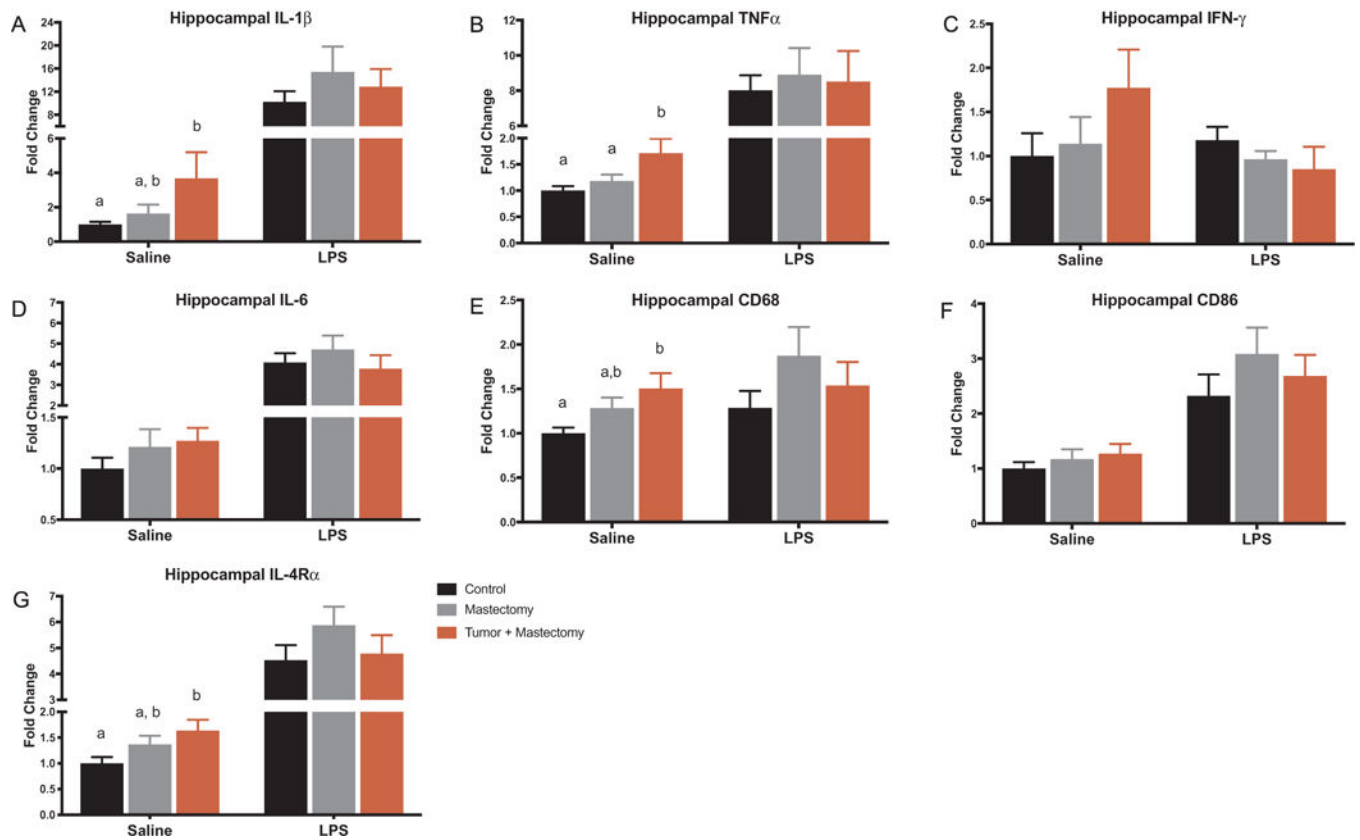 A
Hippocampal IL-1β
Fold Change
24
20
16
12
8
6
4
2
0
a
a, b
b
Saline
LPS
B
Hippocampal TNFα
Fold Change
12
10
8
6
2.0
1.5
1.0
0.5
0.0
a
a
b
Saline
LPS
C
Hippocampal IFN-γ
Fold Change
2.5
2.0
1.5
1.0
0.5
0.0
Saline
LPS
D
Hippocampal IL-6
Fold Change
7
6
5
4
3
2
1.5
1.0
0.5
Saline
LPS
E
Hippocampal CD68
Fold Change
2.5
2.0
1.5
1.0
0.5
0.0
a
a,b
b
Saline
LPS
F
Hippocampal CD86
Fold Change
4
3
2
1
0
Saline
LPS
G
Hippocampal IL-4Rα
Fold Change
7
6
5
4
3
2.0
1.5
1.0
0.5
0.0
a
a, b
b
Saline
LPS
Control
Mastectomy
Tumor + Mastectomy